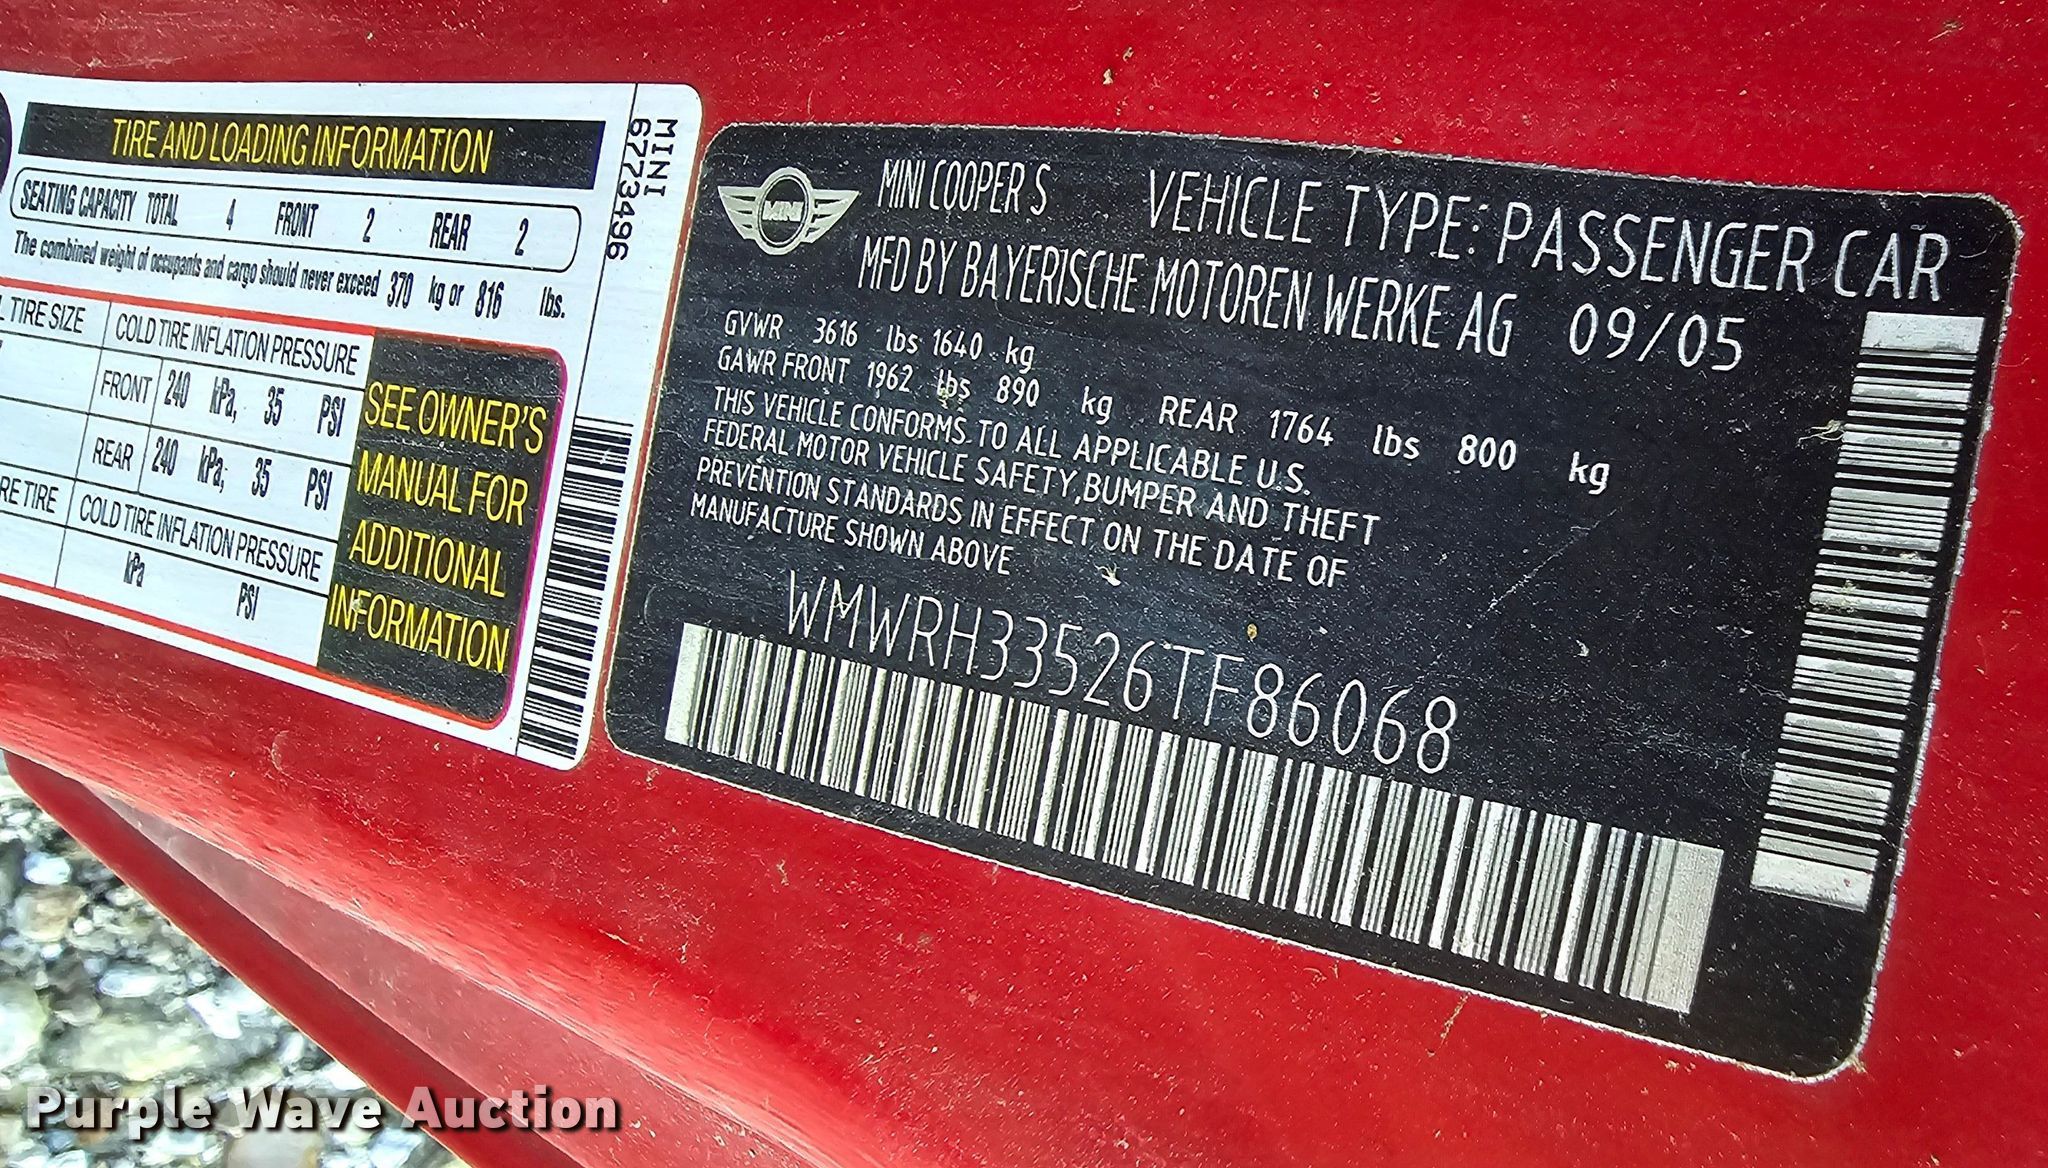 TIRE AND LOADING INFORMATION
SEATING CAPACITY TOTAL 4 FRONT 2 REAR 2
The combined weight of occupants and cargo should never exceed 370 kg or 816 lbs.
TIRE SIZE COLD TIRE INFLATION PRESSURE
FRONT 240 kPa, 35 PSI
REAR 240 kPa, 35 PSI
TIRE COLD TIRE INFLATION PRESSURE
kPa PSI
SEE OWNER'S
MANUAL FOR
ADDITIONAL
INFORMATION
MINI
6773496
MINI
MINI COOPER S VEHICLE TYPE: PASSENGER CAR
MFD BY BAYERISCHE MOTOREN WERKE AG 09/05
GVWR 3616 lbs 1640 kg
GAWR FRONT 1962 lbs 890 kg REAR 1764 lbs 800 kg
THIS VEHICLE CONFORMS TO ALL APPLICABLE U.S.
FEDERAL MOTOR VEHICLE SAFETY,BUMPER AND THEFT
PREVENTION STANDARDS IN EFFECT ON THE DATE OF
MANUFACTURE SHOWN ABOVE
WMWRH33526TF86068
Purple Wave Auction